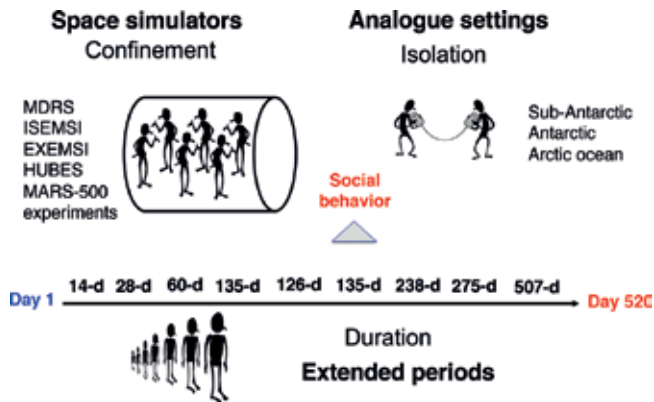 Space simulators
Confinement
Analogue settings
Isolation
MDRS
ISEMSI
EXEMSI
HUBES
MARS-500
experiments
Sub-Antarctic
Antarctic
Arctic ocean
Social
behavior
14-d 28-d 60-d 135-d 126-d 135-d 238-d 275-d 507-d
Day 1
Day 520
Duration
Extended periods